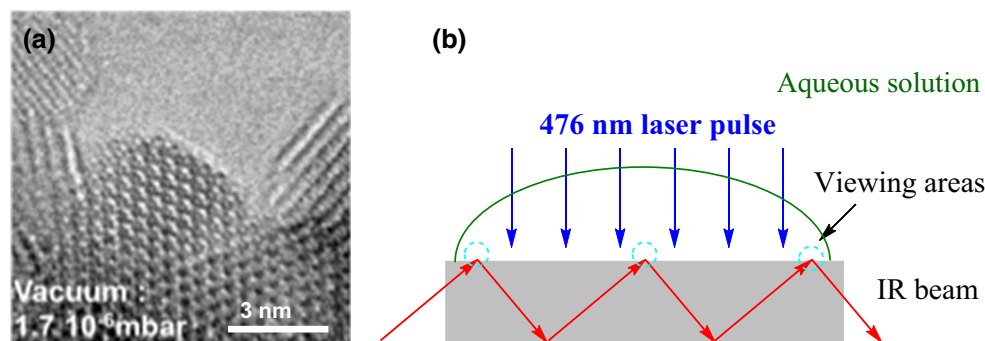 (a)
Vacuum :
1.7 10⁻⁶mbar
3 nm
(b)
Aqueous solution
476 nm laser pulse
Viewing areas
IR beam